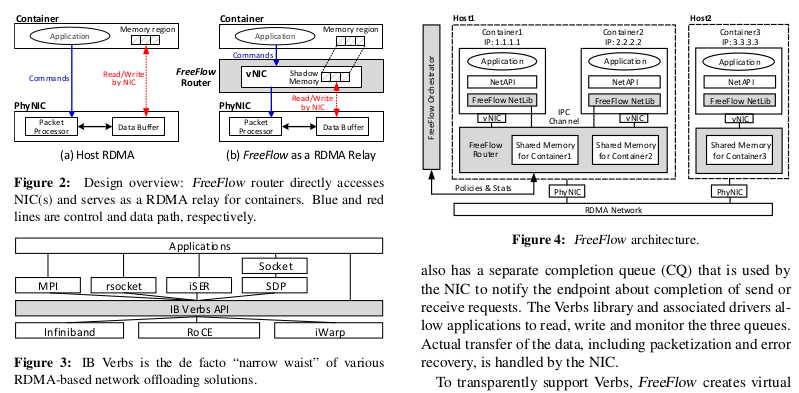 Container
Application
Memory region
Commands
Read/Write
by NIC
PhyNIC
Packet
Processor
Data Buffer
(a) Host RDMA
Container
Application
Memory region
Commands
FreeFlow
Router
vNIC
Shadow
Memory
Read/Write
by NIC
PhyNIC
Packet
Processor
Data Buffer
(b) FreeFlow as a RDMA Relay
Figure 2: Design overview: FreeFlow router directly accesses
NIC(s) and serves as a RDMA relay for containers. Blue and red
lines are control and data path, respectively.
Applications
Socket
MPI
rsocket
iSER
SDP
IB Verbs API
Infiniband
RoCE
iWarp
Figure 3: IB Verbs is the de facto “narrow waist” of various
RDMA-based network offloading solutions.
Host1
Host2
FreeFlow Orchestrator
Container1
IP: 1.1.1.1
Application
NetAPI
FreeFlow NetLib
vNIC
Container2
IP: 2.2.2.2
Application
NetAPI
FreeFlow NetLib
vNIC
Container3
IP: 3.3.3.3
Application
NetAPI
FreeFlow NetLib
vNIC
IPC
Channel
FreeFlow
Router
Shared Memory
for Container1
Shared Memory
for Container2
Shared Memory
for Container3
Policies & Stats
PhyNIC
PhyNIC
RDMA Network
Figure 4: FreeFlow architecture.
also has a separate completion queue (CQ) that is used by
the NIC to notify the endpoint about completion of send or
receive requests. The Verbs library and associated drivers al-
low applications to read, write and monitor the three queues.
Actual transfer of the data, including packetization and error
recovery, is handled by the NIC.
To transparently support Verbs, FreeFlow creates virtual